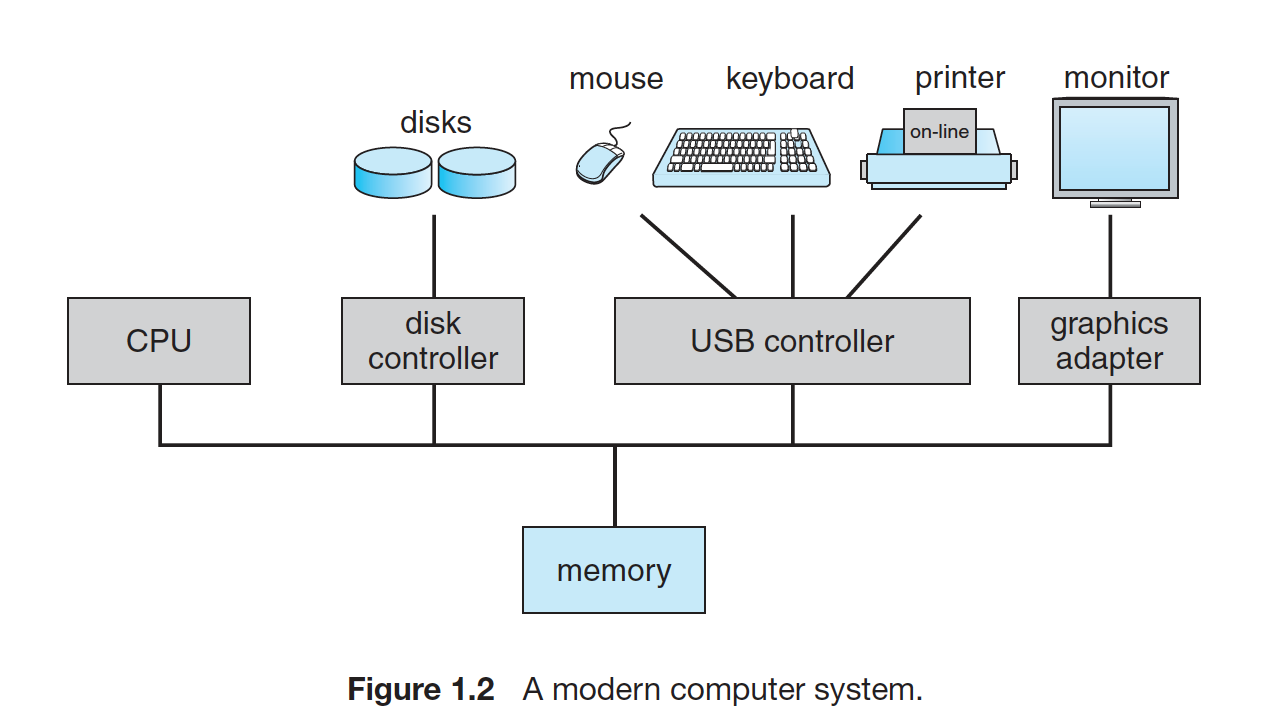 mouse
keyboard
printer
monitor
disks
on-line
CPU
disk
controller
USB controller
graphics
adapter
memory
Figure 1.2 A modern computer system.